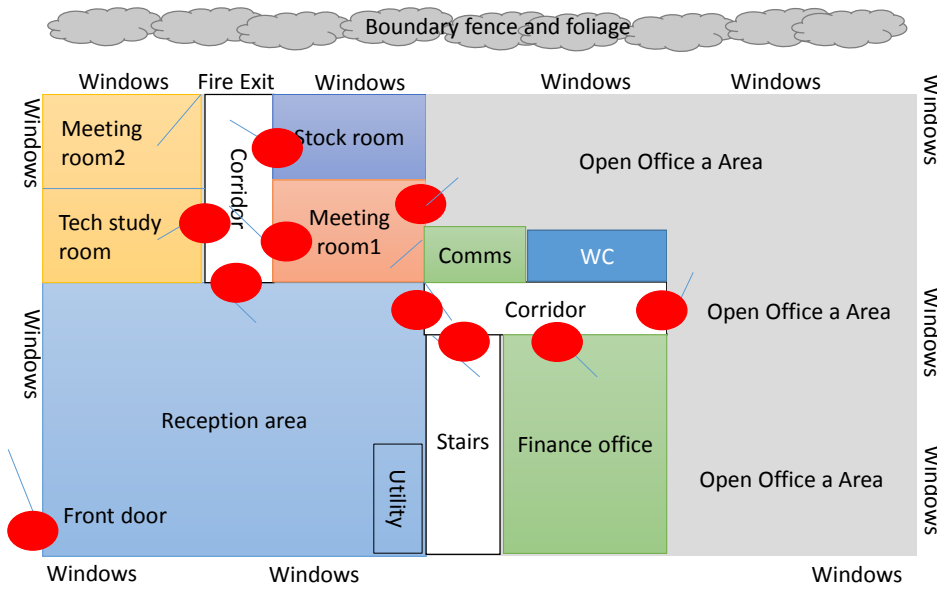 Boundary fence and foliage
Windows
Fire Exit
Windows
Windows
Windows
Windows
Windows
Meeting
room2
Corridor
Stock room
Open Office a Area
Tech study
room
Meeting
room1
Comms
WC
Windows
Corridor
Open Office a Area
Windows
Reception area
Stairs
Finance office
Utility
Open Office a Area
Windows
Front door
Windows
Windows
Windows